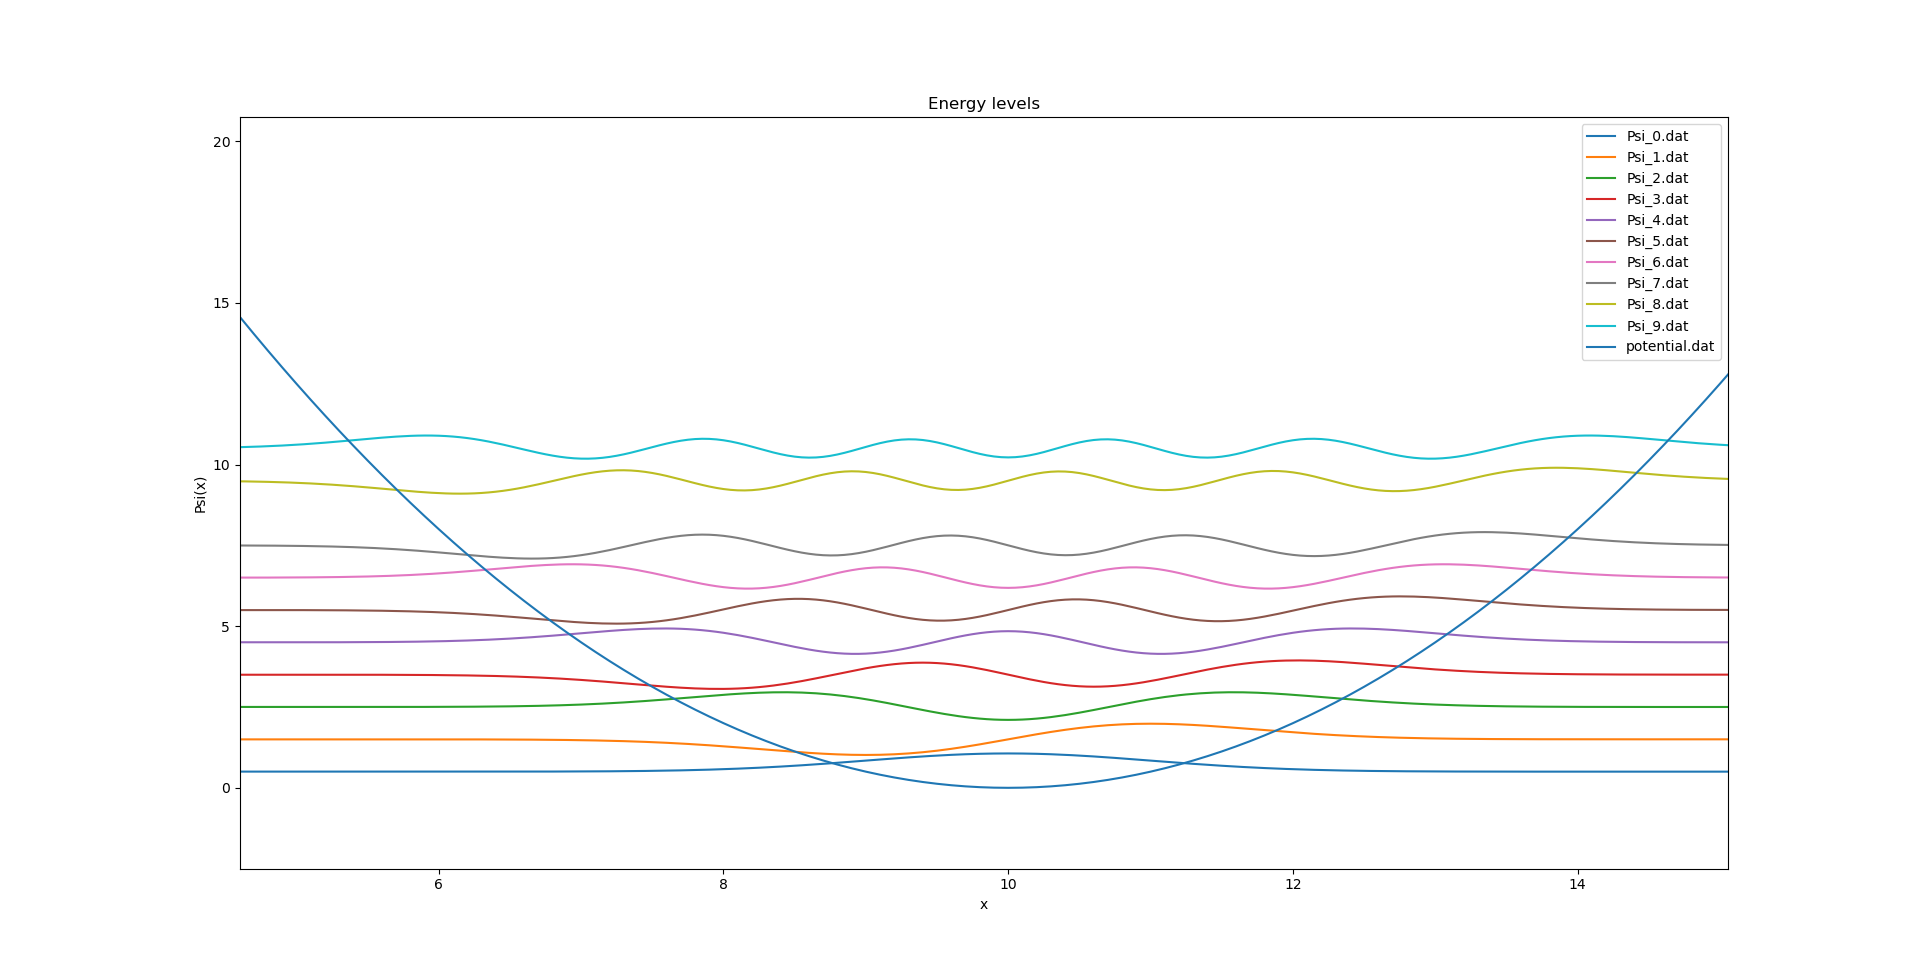 Energy levels
20
15
10
5
0
Psi(x)
6 8 10 12 14
x
Psi_0.dat
Psi_1.dat
Psi_2.dat
Psi_3.dat
Psi_4.dat
Psi_5.dat
Psi_6.dat
Psi_7.dat
Psi_8.dat
Psi_9.dat
potential.dat